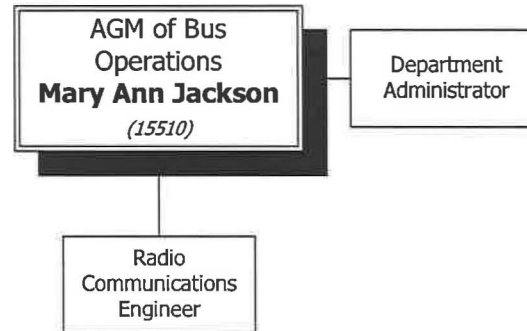 AGM of Bus
Operations
Mary Ann Jackson
(15510)
Department
Administrator
Radio
Communications
Engineer